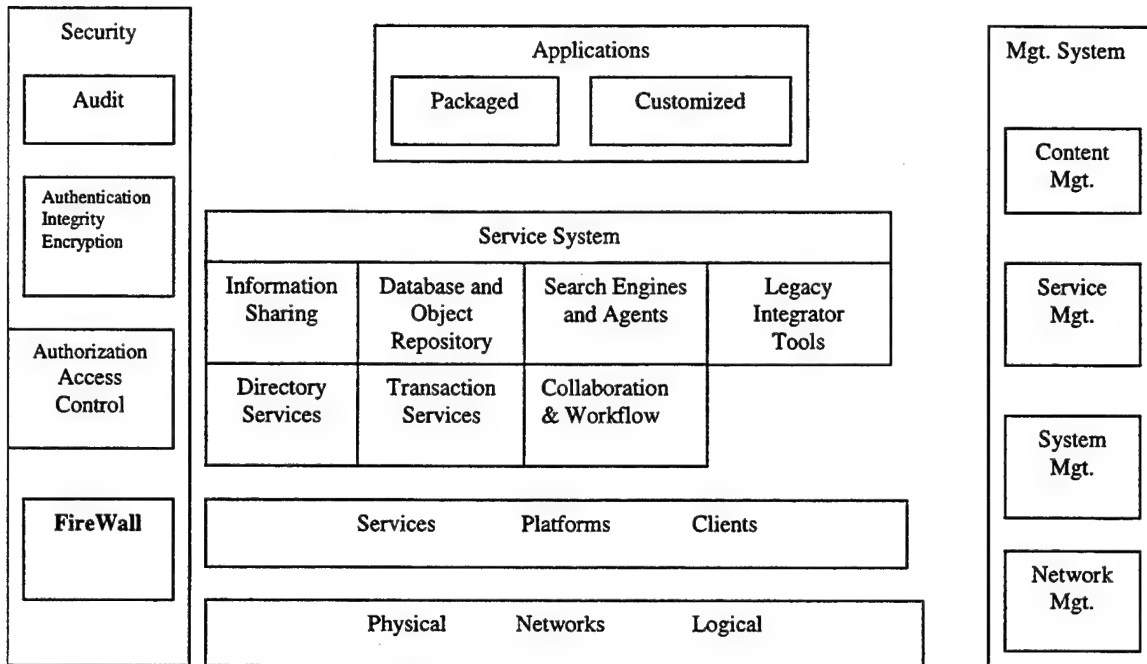 Security
Audit
Authentication
Integrity
Encryption
Authorization
Access
Control
FireWall
Applications
Packaged
Customized
Service System
Information
Sharing
Database and
Object
Repository
Search Engines
and Agents
Legacy
Integrator
Tools
Directory
Services
Transaction
Services
Collaboration
& Workflow
Services Platforms Clients
Physical Networks Logical
Mgt. System
Content
Mgt.
Service
Mgt.
System
Mgt.
Network
Mgt.